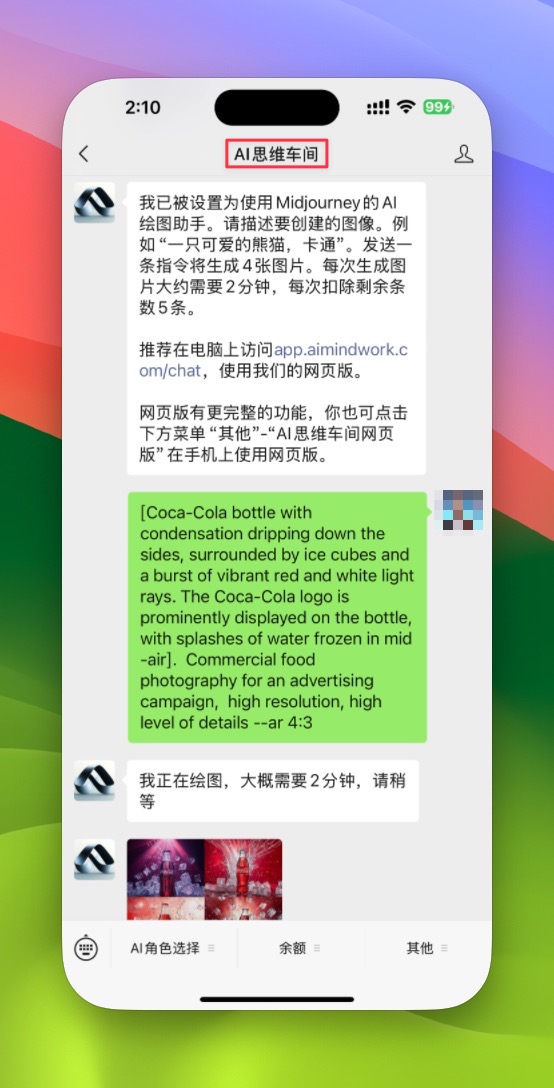 2:10
99
AI思维车间
我已被设置为使用Midjourney的AI
绘图助手。请描述要创建的图像。例
如“一只可爱的熊猫，卡通”。发送一
条指令将生成4张图片。每次生成图
片大约需要2分钟，每次扣除剩余条
数5条。
推荐在电脑上访问app.aimindwork.c
om/chat，使用我们的网页版。
网页版有更完整的功能，你也可点击
下方菜单“其他”-“AI思维车间网页
版”在手机上使用网页版。
[Coca-Cola bottle with
condensation dripping down the
sides, surrounded by ice cubes and
a burst of vibrant red and white light
rays. The Coca-Cola logo is
prominently displayed on the bottle,
with splashes of water frozen in mid
-air].  Commercial food
photography for an advertising
campaign,  high resolution, high
level of details --ar 4:3
我正在绘图，大概需要2分钟，请稍
等
AI角色选择
余额
其他